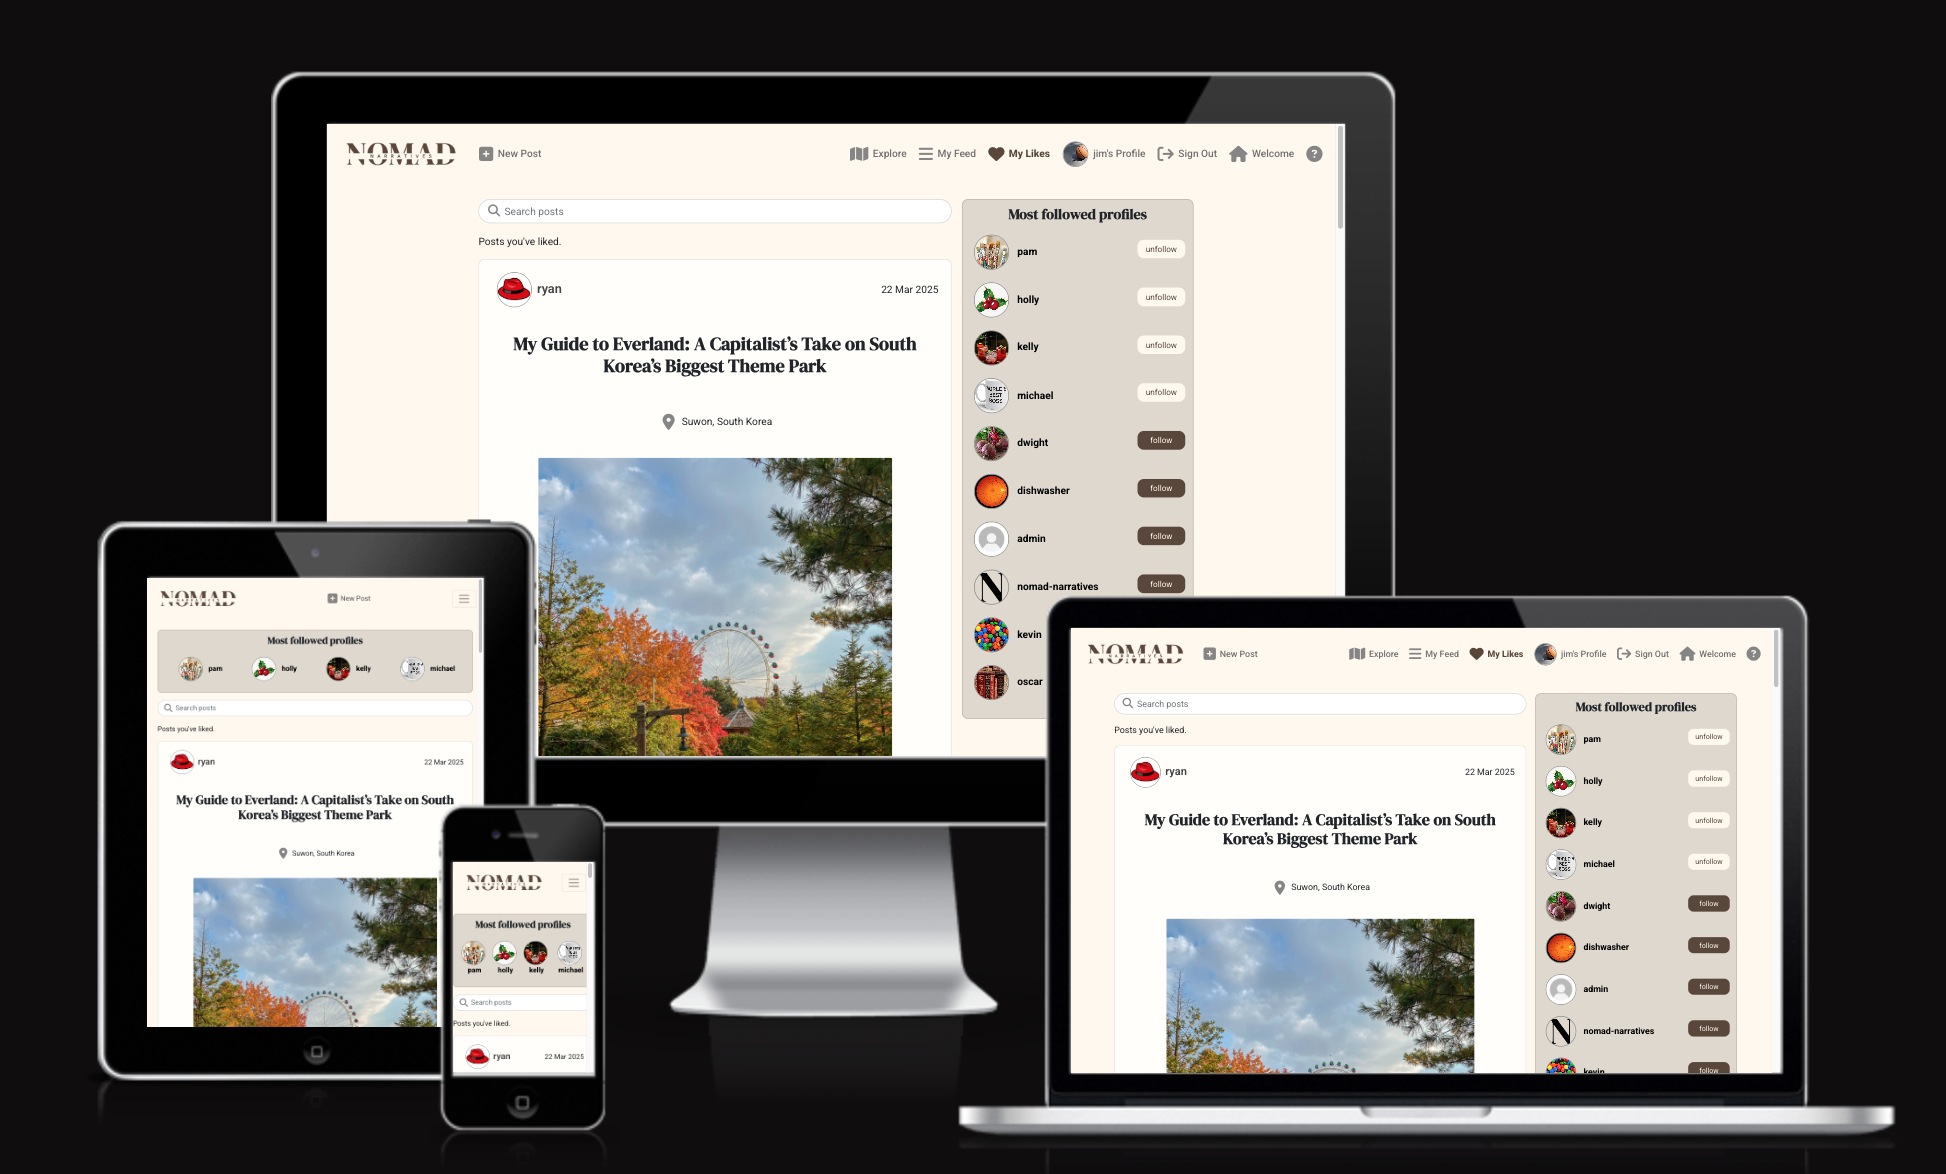 NOMAD
NARRATIVES
New Post
Explore
My Feed
My Likes
jim's Profile
Sign Out
Welcome
?
Search posts
Posts you've liked.
ryan
22 Mar 2025
My Guide to Everland: A Capitalist's Take on South
Korea's Biggest Theme Park
Suwon, South Korea
Most followed profiles
pam
unfollow
holly
unfollow
kelly
unfollow
michael
unfollow
dwight
follow
dishwasher
follow
admin
follow
N
nomad-narratives
follow
kevin
oscar
NOMAD
New Post
Most followed profiles
pam
holly
kelly
michael
Search posts
Posts you've liked.
ryan
22 Mar 2025
My Guide to Everland: A Capitalist's Take on South
Korea's Biggest Theme Park
Suwon, South Korea
NOMAD
Most followed profiles
pam
holly
kelly
michael
Search posts
Posts you've liked.
ryan
22 Mar 2025
NOMAD
NARRATIVES
New Post
Explore
My Feed
My Likes
jim's Profile
Sign Out
Welcome
?
Search posts
Posts you've liked.
ryan
22 Mar 2025
My Guide to Everland: A Capitalist's Take on South
Korea's Biggest Theme Park
Suwon, South Korea
Most followed profiles
pam
unfollow
holly
unfollow
kelly
unfollow
michael
unfollow
dwight
follow
dishwasher
follow
admin
follow
N
nomad-narratives
follow
kevin